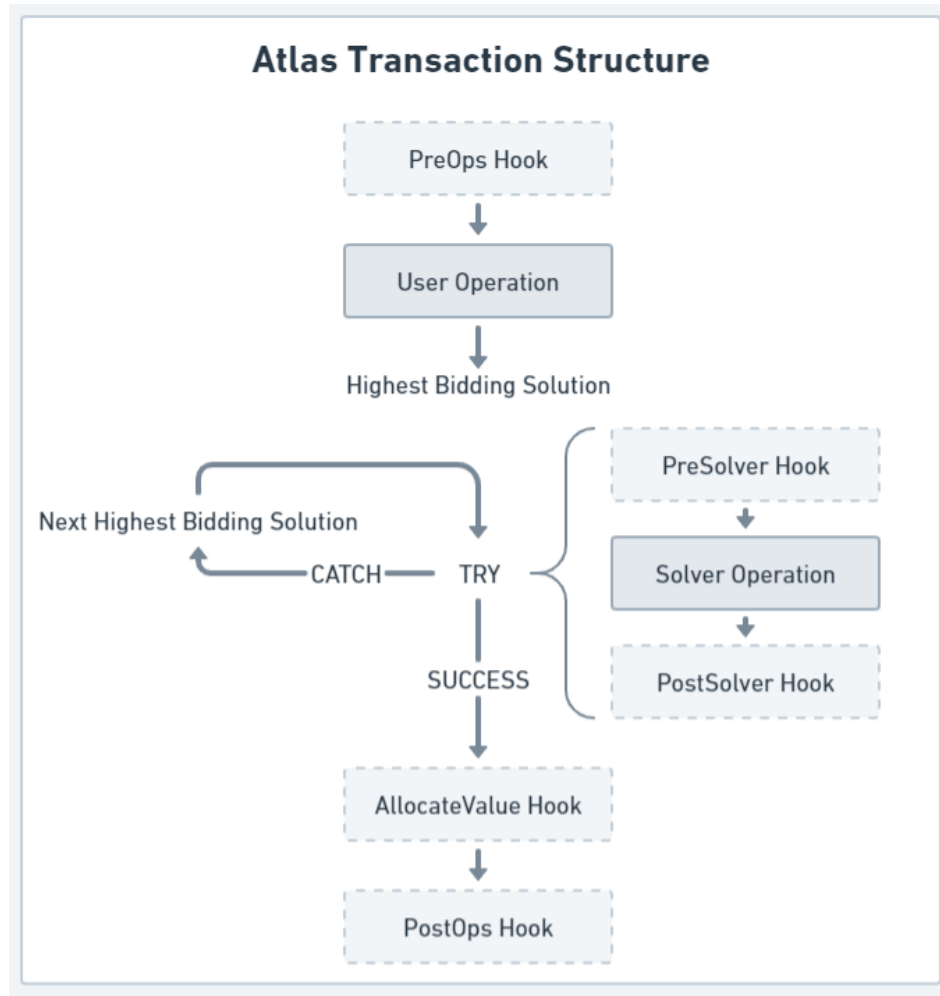 Atlas Transaction Structure
PreOps Hook
User Operation
Highest Bidding Solution
PreSolver Hook
Next Highest Bidding Solution
CATCH
TRY
Solver Operation
SUCCESS
PostSolver Hook
AllocateValue Hook
PostOps Hook